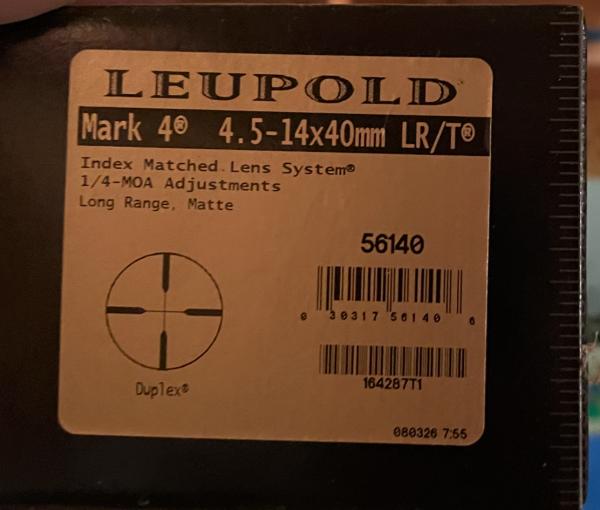 LEUPOLD
Mark 4® 4.5-14x40mm LR/T®
Index Matched Lens System®
1/4-MOA Adjustments
Long Range, Matte
56140
0 30317 56140 6
164287T1
Duplex®
080326 7:55